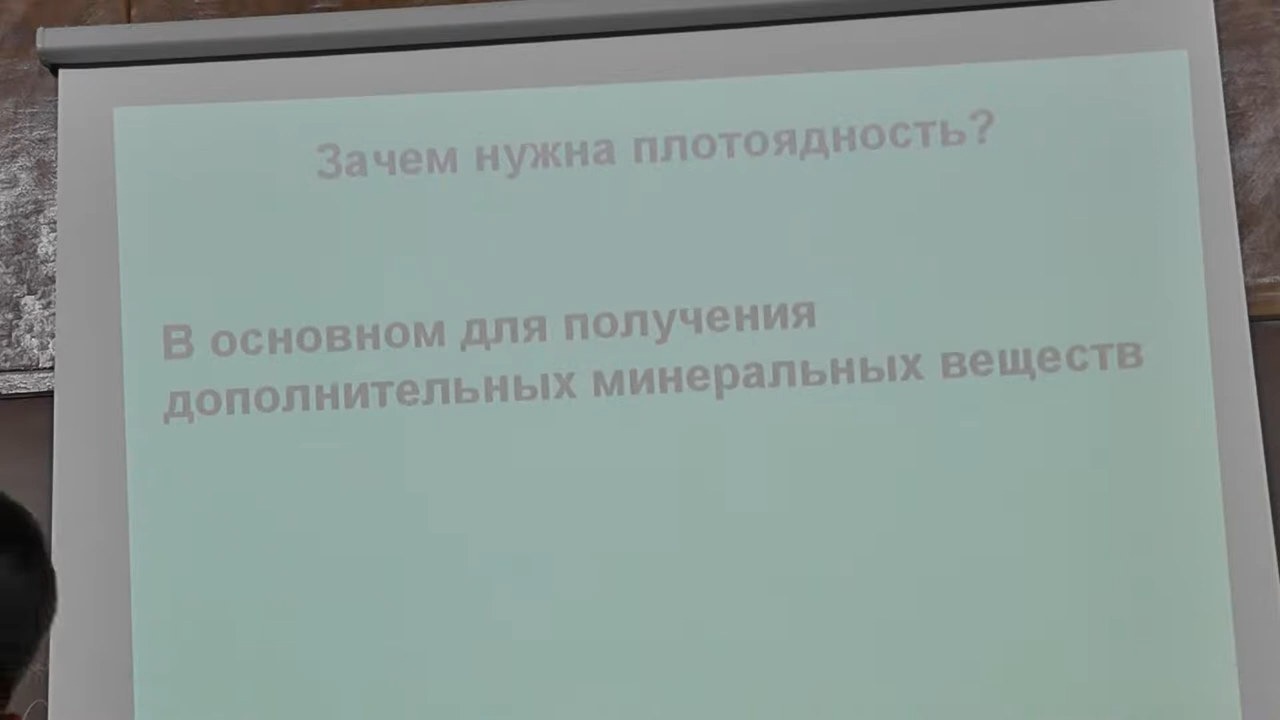 Зачем нужна плотоядность?
В основном для получения
дополнительных минеральных веществ